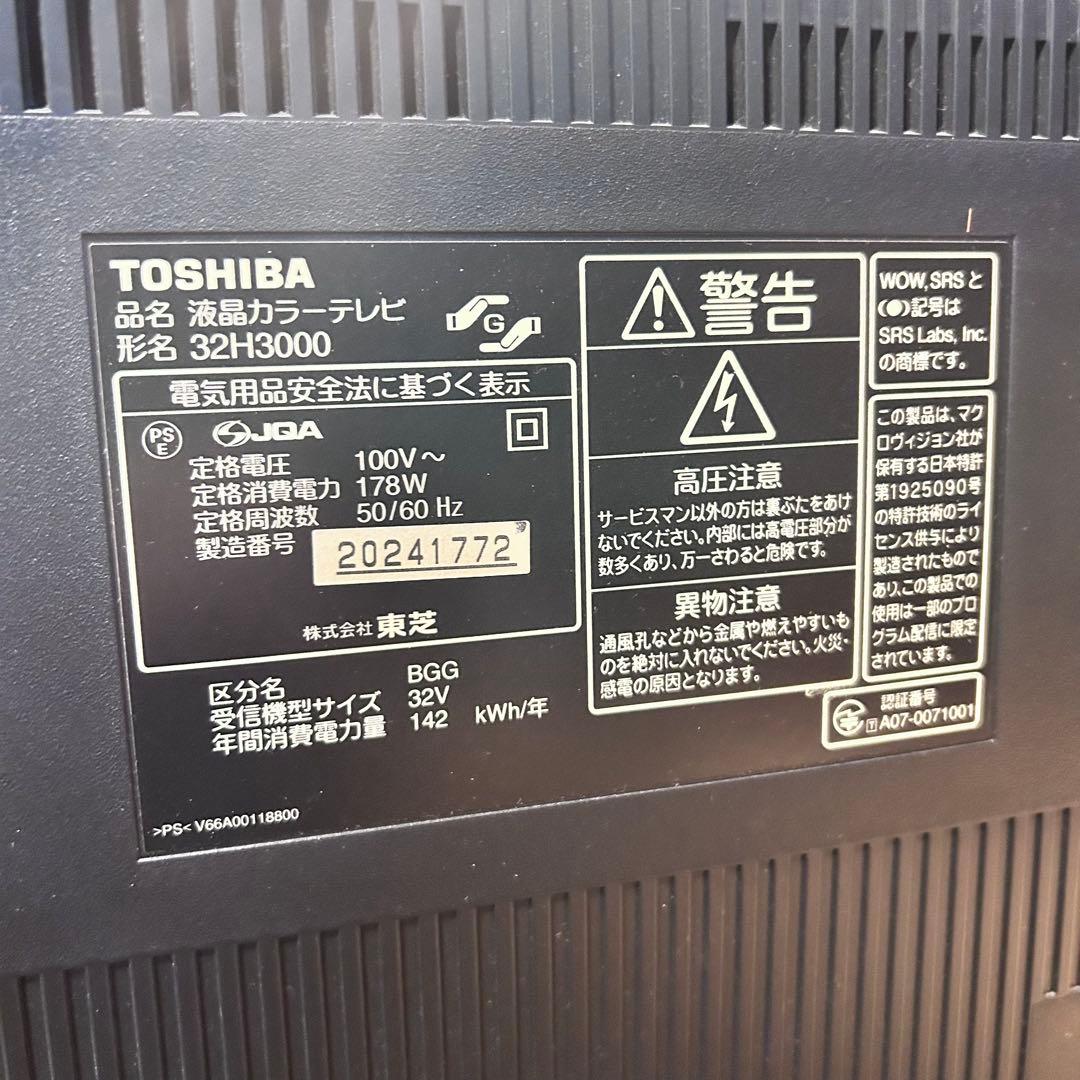 TOSHIBA
品名 液晶カラーテレビ
形名 32H3000
G
電気用品安全法に基づく表示
PS
E
JQA
定格電圧 100V～
定格消費電力 178W
定格周波数 50/60 Hz
製造番号 20241772
株式会社 東芝
区分名 BGG
受信機型サイズ 32V
年間消費電力量 142 kWh/年
>PS< V66A00118800
警告
高圧注意
サービスマン以外の方は裏ぶたをあけ
ないでください。内部には高電圧部分が
数多くあり、万一さわると危険です。
異物注意
通風孔などから金属や燃えやすいも
のを絶対に入れないでください。火災・
感電の原因となります。
WOW, SRS と
記号は
SRS Labs, Inc.
の商標です。
この製品は、マク
ロヴィジョン社が
保有する日本特許
第1925090号
の特許技術のライ
センス供与により
製造されたもので
あり、この製品での
使用は一部のプロ
グラム配信に限定
されています。
認証番号
T A07-0071001